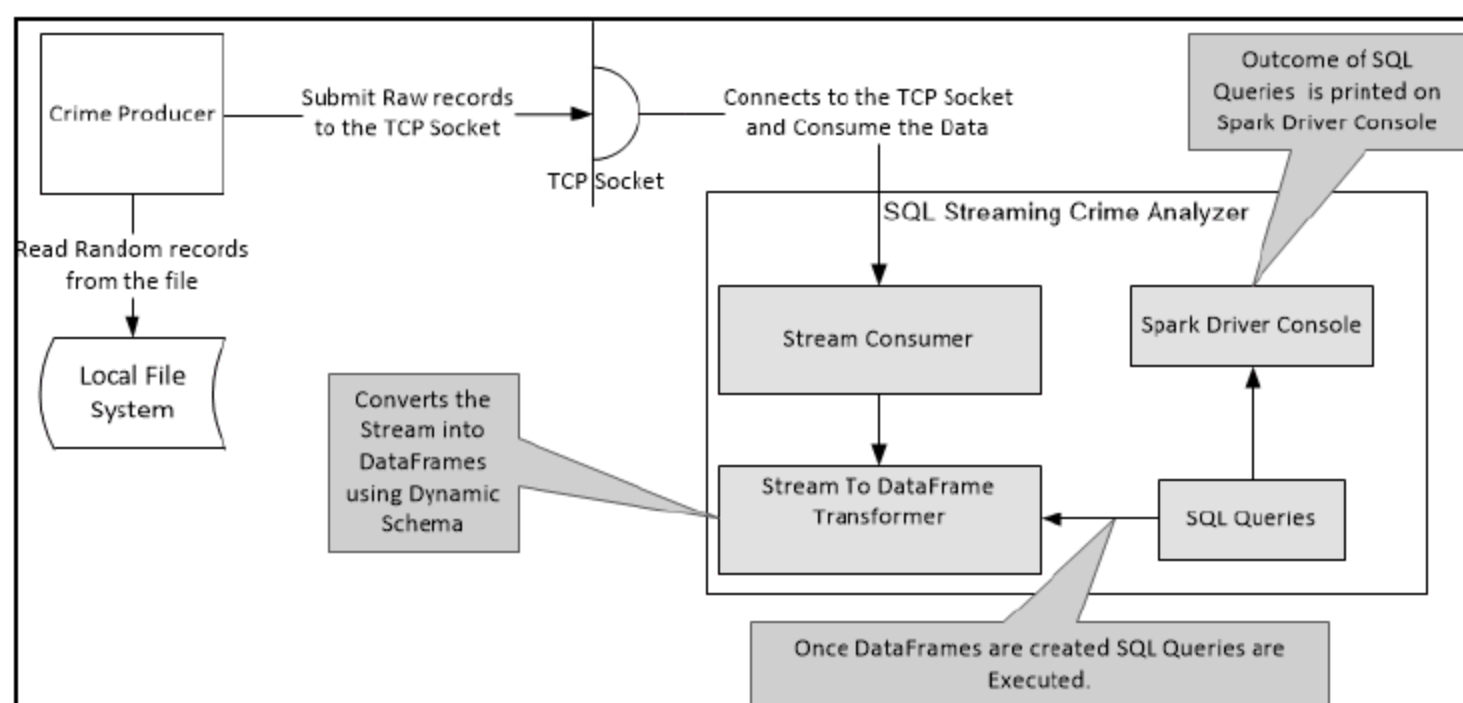 Crime Producer
Submit Raw records
to the TCP Socket
TCP Socket
Connects to the TCP Socket
and Consume the Data
Outcome of SQL
Queries is printed on
Spark Driver Console
Read Random records
from the file
Local File
System
SQL Streaming Crime Analyzer
Stream Consumer
Spark Driver Console
Converts the
Stream into
DataFrames
using Dynamic
Schema
Stream To DataFrame
Transformer
SQL Queries
Once DataFrames are created SQL Queries are
Executed.